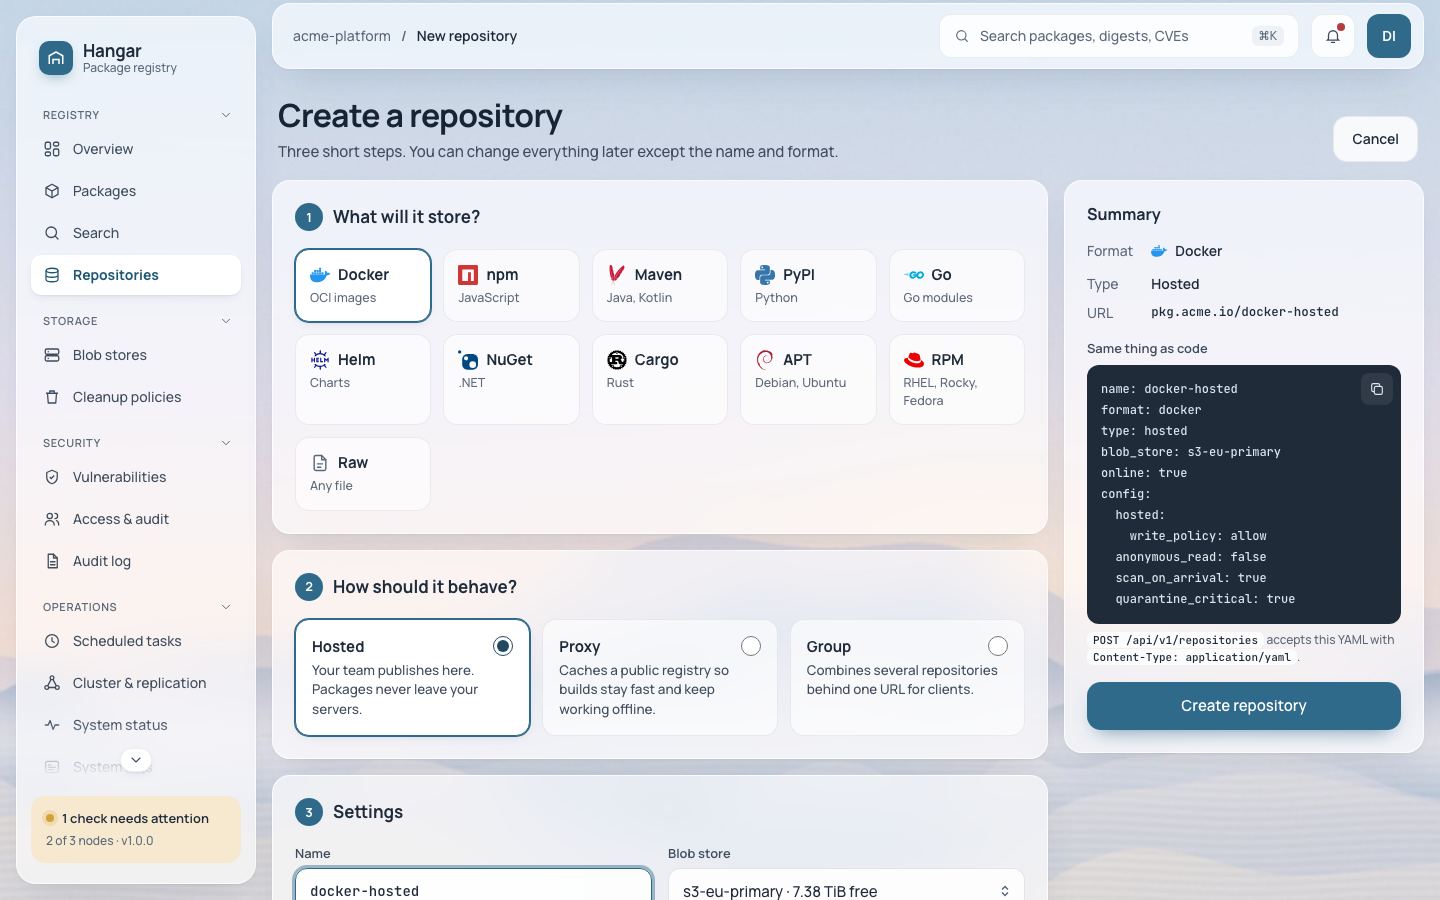 Hangar
Package registry
REGISTRY
Overview
Packages
Search
Repositories
STORAGE
Blob stores
Cleanup policies
SECURITY
Vulnerabilities
Access & audit
Audit log
OPERATIONS
Scheduled tasks
Cluster & replication
System status
System
1 check needs attention
2 of 3 nodes · v1.0.0
acme-platform / New repository
Search packages, digests, CVEs
⌘K
DI
Create a repository
Three short steps. You can change everything later except the name and format.
Cancel
1 What will it store?
Docker
OCI images
npm
JavaScript
Maven
Java, Kotlin
PyPI
Python
GO Go
Go modules
HELM Helm
Charts
NuGet
.NET
Cargo
Rust
APT
Debian, Ubuntu
RPM
RHEL, Rocky,
Fedora
Raw
Any file
2 How should it behave?
Hosted
Your team publishes here.
Packages never leave your
servers.
Proxy
Caches a public registry so
builds stay fast and keep
working offline.
Group
Combines several repositories
behind one URL for clients.
3 Settings
Name
docker-hosted
Blob store
s3-eu-primary · 7.38 TiB free
Summary
Format Docker
Type Hosted
URL pkg.acme.io/docker-hosted
Same thing as code
name: docker-hosted
format: docker
type: hosted
blob_store: s3-eu-primary
online: true
config:
  hosted:
    write_policy: allow
  anonymous_read: false
  scan_on_arrival: true
  quarantine_critical: true
POST /api/v1/repositories accepts this YAML with
Content-Type: application/yaml .
Create repository